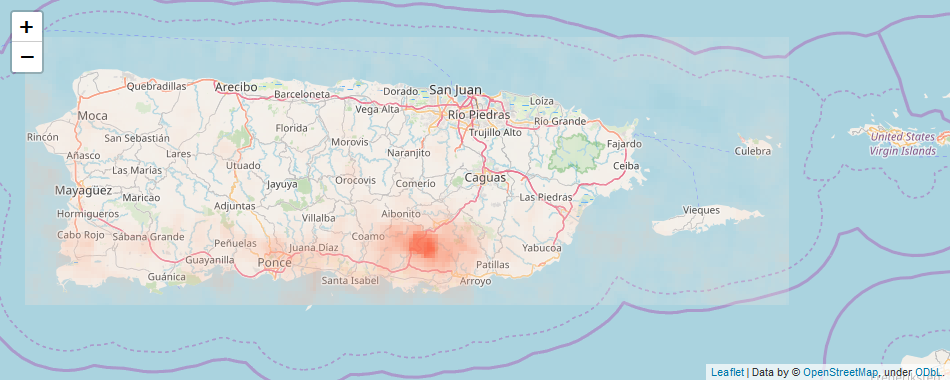 +
−
Quebradillas
Arecibo
Barceloneta
Dorado
San Juan
Loíza
Moca
Vega Alta
Río Piedras
Río Grande
Rincón
San Sebastián
Florida
Trujillo Alto
Fajardo
United States
Virgin Islands
Añasco
Lares
Morovis
Naranjito
Culebra
Las Marías
Utuado
Ceiba
Mayagüez
Maricao
Jayuya
Orocovis
Comerío
Caguas
Las Piedras
Hormigueros
Adjuntas
Villalba
Aibonito
Vieques
Cabo Rojo
Sábana Grande
Peñuelas
Juana Díaz
Coamo
Yabucoa
Guayanilla
Ponce
Patillas
Guánica
Santa Isabel
Arroyo
Leaflet | Data by © OpenStreetMap, under ODbL.